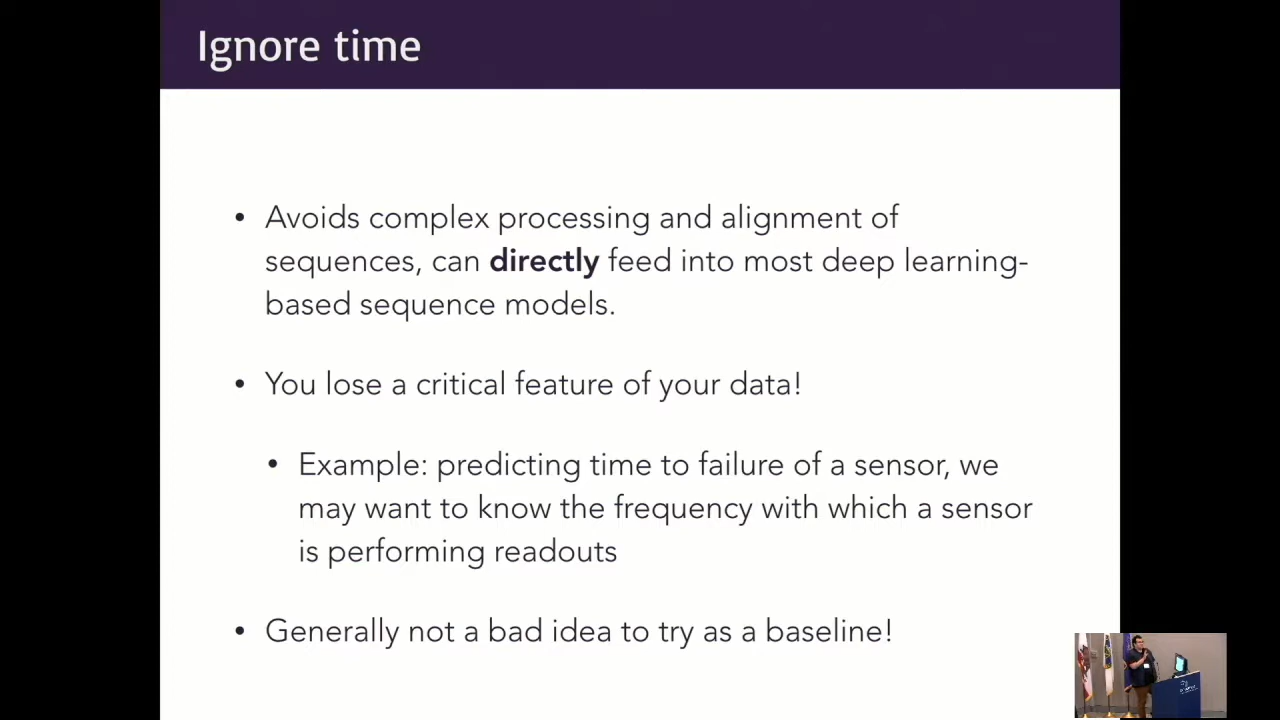 Ignore time
• Avoids complex processing and alignment of
sequences, can directly feed into most deep learning-
based sequence models.
• You lose a critical feature of your data!
• Example: predicting time to failure of a sensor, we
may want to know the frequency with which a sensor
is performing readouts
• Generally not a bad idea to try as a baseline!